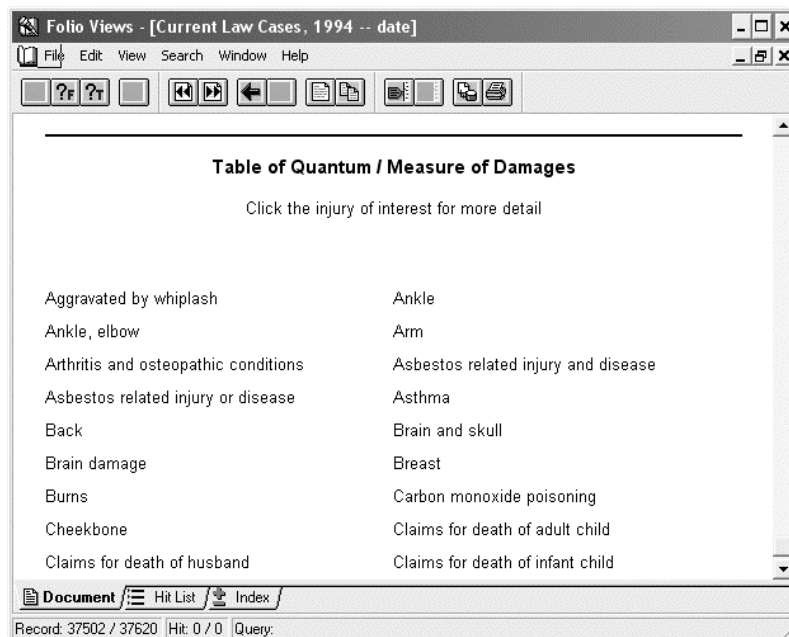 Folio Views - [Current Law Cases, 1994 -- date]
File Edit View Search Window Help
?F ?T
Table of Quantum / Measure of Damages
Click the injury of interest for more detail
Aggravated by whiplash Ankle
Ankle, elbow Arm
Arthritis and osteopathic conditions Asbestos related injury and disease
Asbestos related injury or disease Asthma
Back Brain and skull
Brain damage Breast
Burns Carbon monoxide poisoning
Cheekbone Claims for death of adult child
Claims for death of husband Claims for death of infant child
Document Hit List Index
Record: 37502 / 37620 Hit: 0 / 0 Query: